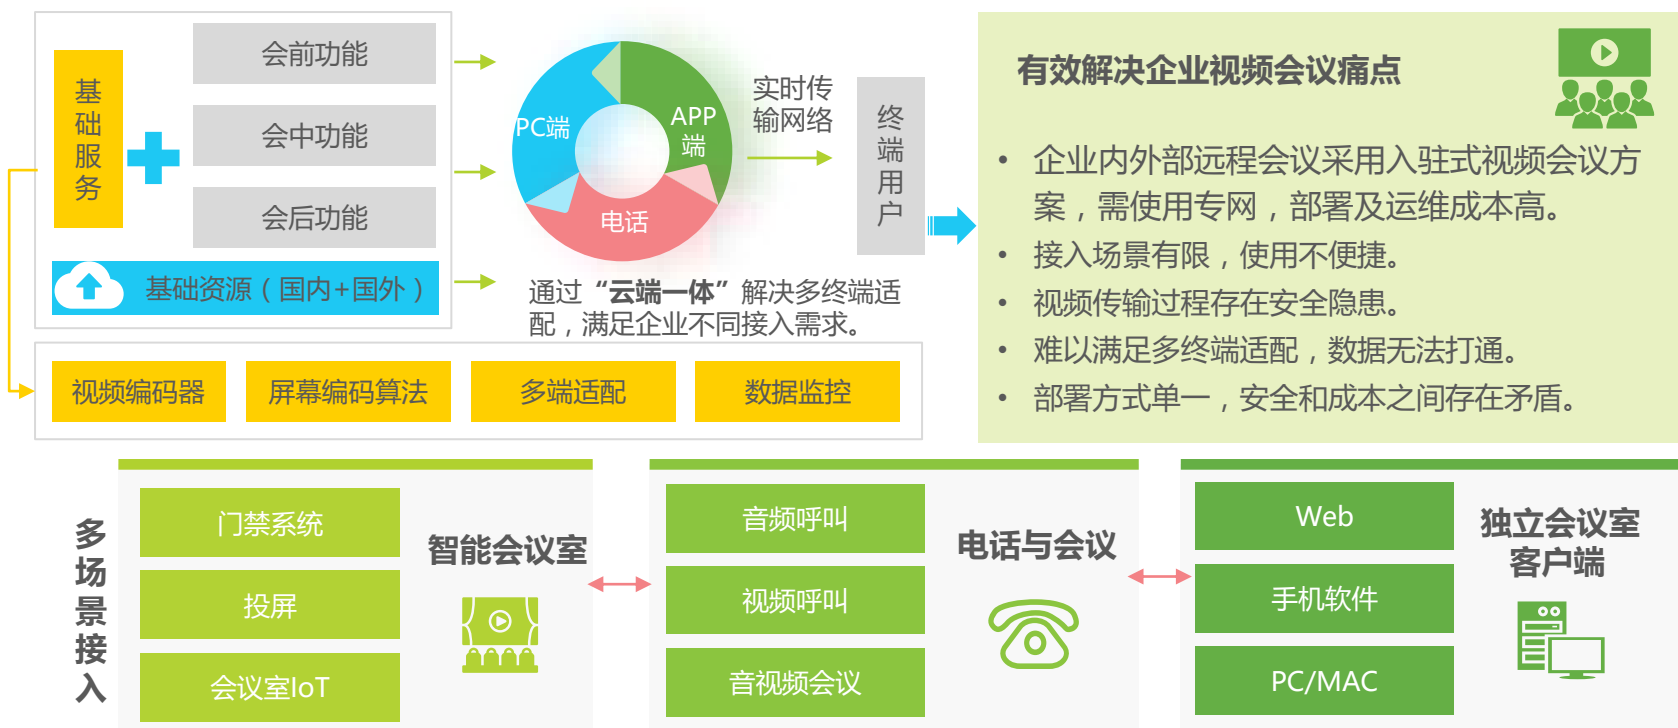 基础服务
会前功能
会中功能
会后功能
基础资源（国内+国外）
PC端
APP
端
电话
实时传
输网络
终端用户
通过“云端一体”解决多终端适
配，满足企业不同接入需求。
视频编码器
屏幕编码算法
多端适配
数据监控
有效解决企业视频会议痛点
• 企业内外部远程会议采用入驻式视频会议方
案，需使用专网，部署及运维成本高。
• 接入场景有限，使用不便捷。
• 视频传输过程存在安全隐患。
• 难以满足多终端适配，数据无法打通。
• 部署方式单一，安全和成本之间存在矛盾。
多场景接入
门禁系统
投屏
会议室IoT
智能会议室
音频呼叫
视频呼叫
音视频会议
电话与会议
Web
手机软件
PC/MAC
独立会议室
客户端